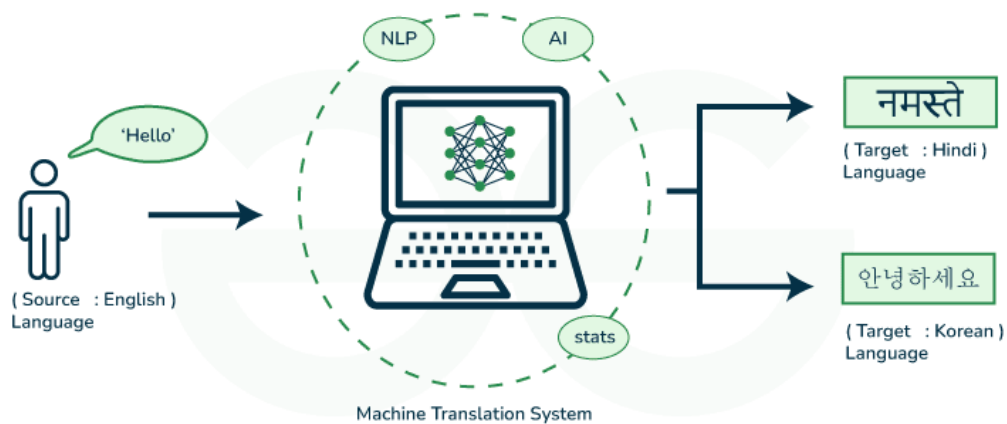 NLP
AI
‘Hello’
नमस्ते
( Target : Hindi )
Language
( Source : English )
Language
안녕하세요
stats
( Target : Korean )
Language
Machine Translation System